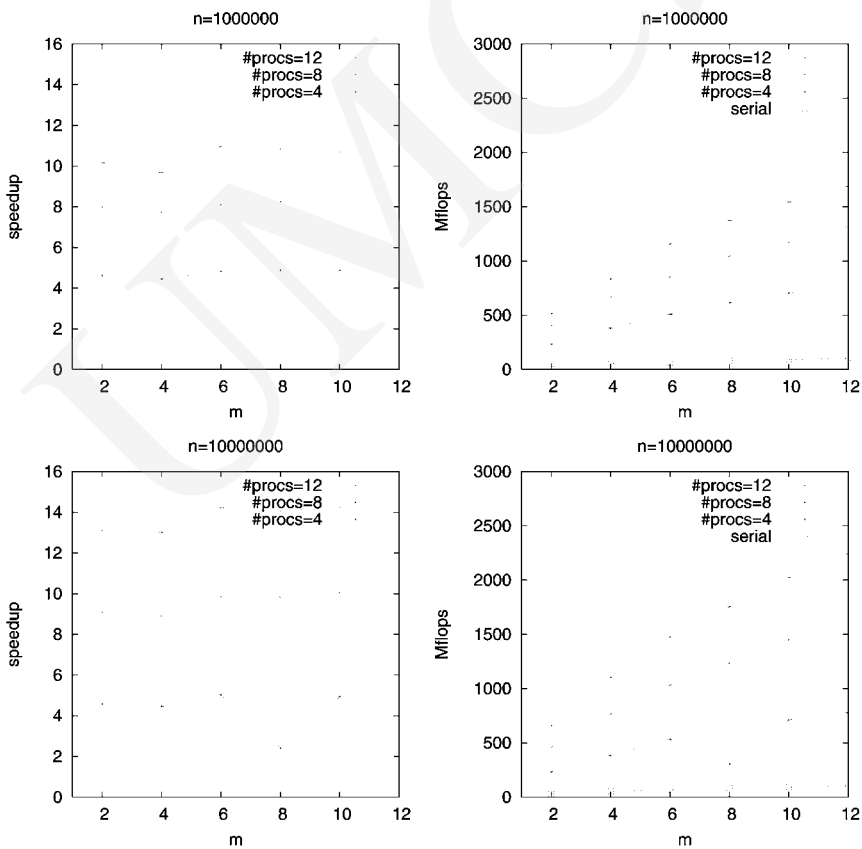 n=1000000
16
14
12
10
8
6
4
2
0
#procs=12
#procs=8
#procs=4
speedup
2 4 6 8 10 12
m
n=1000000
3000
2500
2000
1500
1000
500
0
#procs=12
#procs=8
#procs=4
serial
Mflops
2 4 6 8 10 12
m
n=10000000
16
14
12
10
8
6
4
2
0
#procs=12
#procs=8
#procs=4
speedup
2 4 6 8 10 12
m
n=10000000
3000
2500
2000
1500
1000
500
0
#procs=12
#procs=8
#procs=4
serial
Mflops
2 4 6 8 10 12
m
UMC